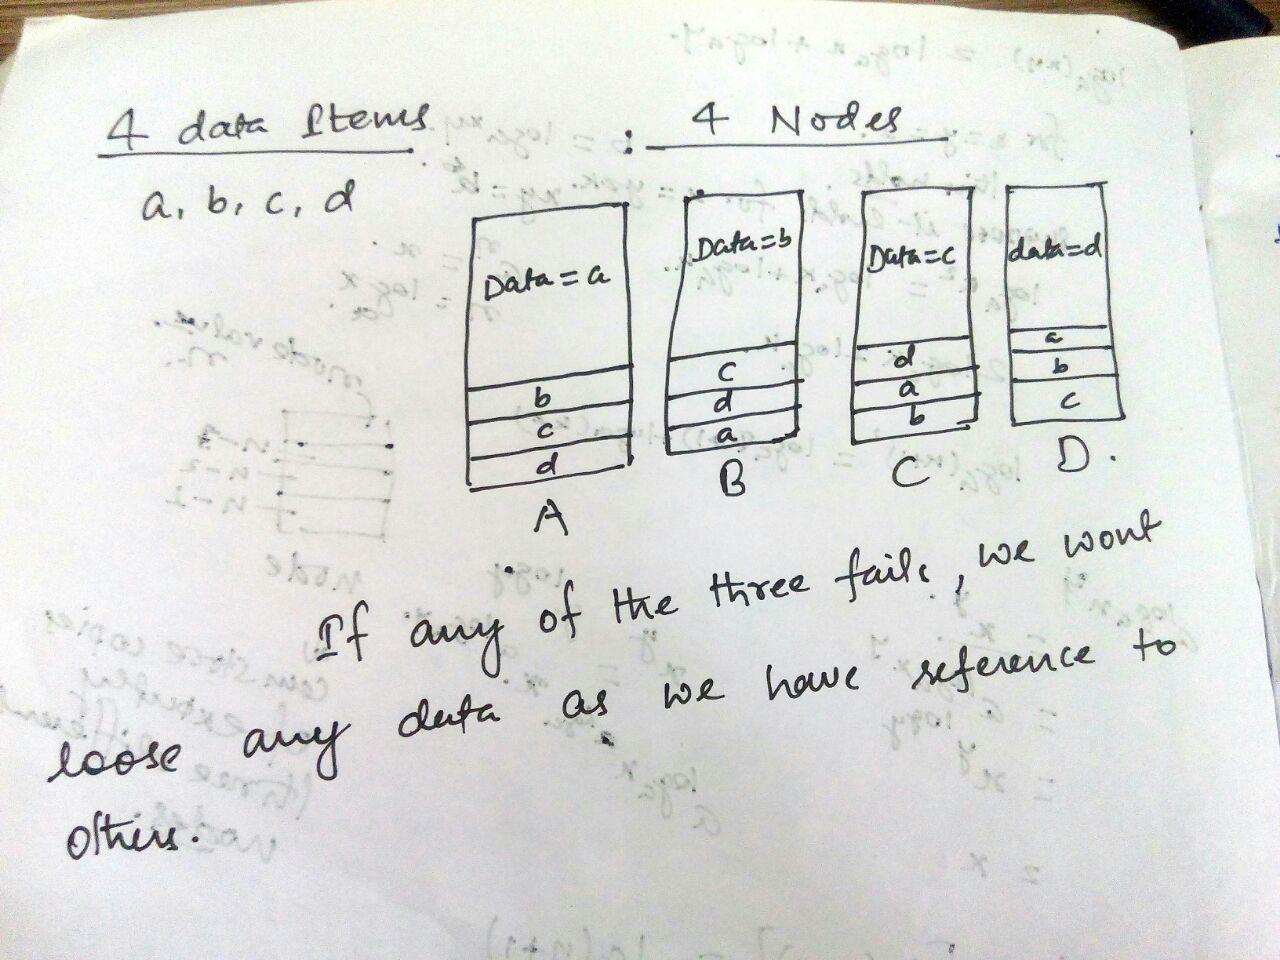 4 data Items : 4 Nodes
a, b, c, d
Data = a
b
c
d
A
Data = b
c
d
a
B
Data = c
d
a
b
C
data = d
a
b
c
D.
If any of the three fails, we wont
loose any data as we have reference to
others.